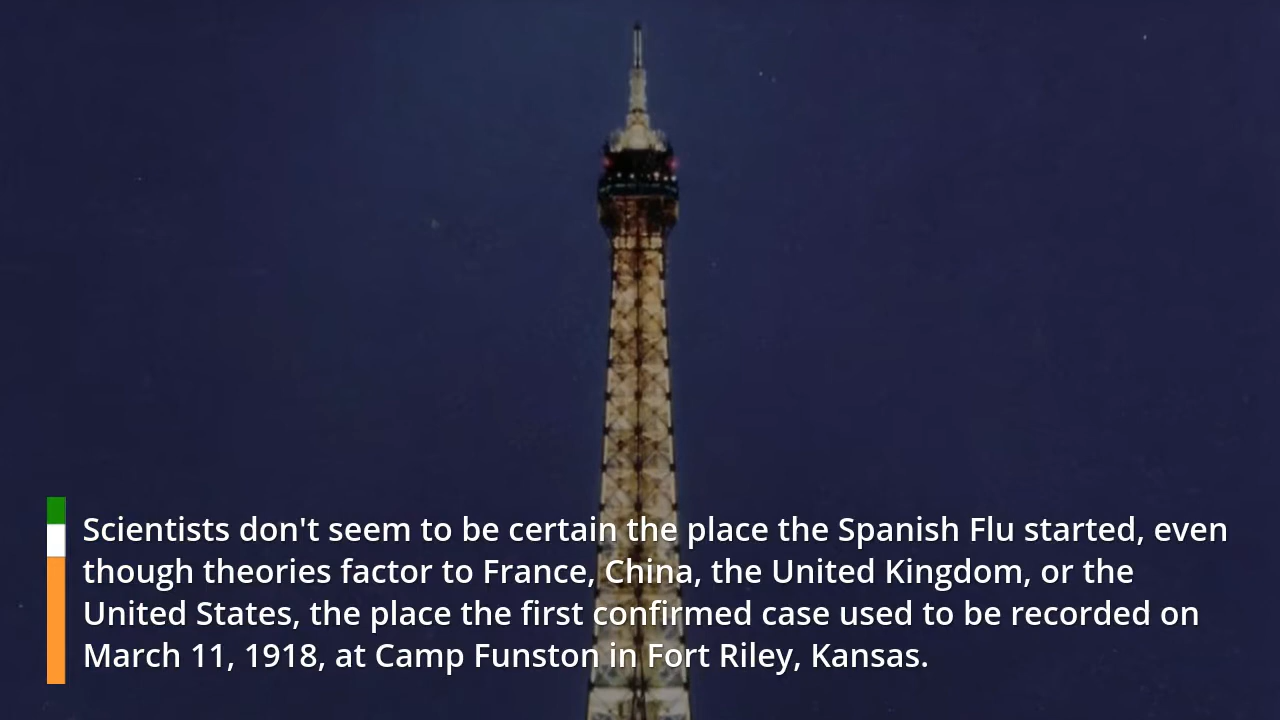 Scientists don't seem to be certain the place the Spanish Flu started, even
though theories factor to France, China, the United Kingdom, or the
United States, the place the first confirmed case used to be recorded on
March 11, 1918, at Camp Funston in Fort Riley, Kansas.